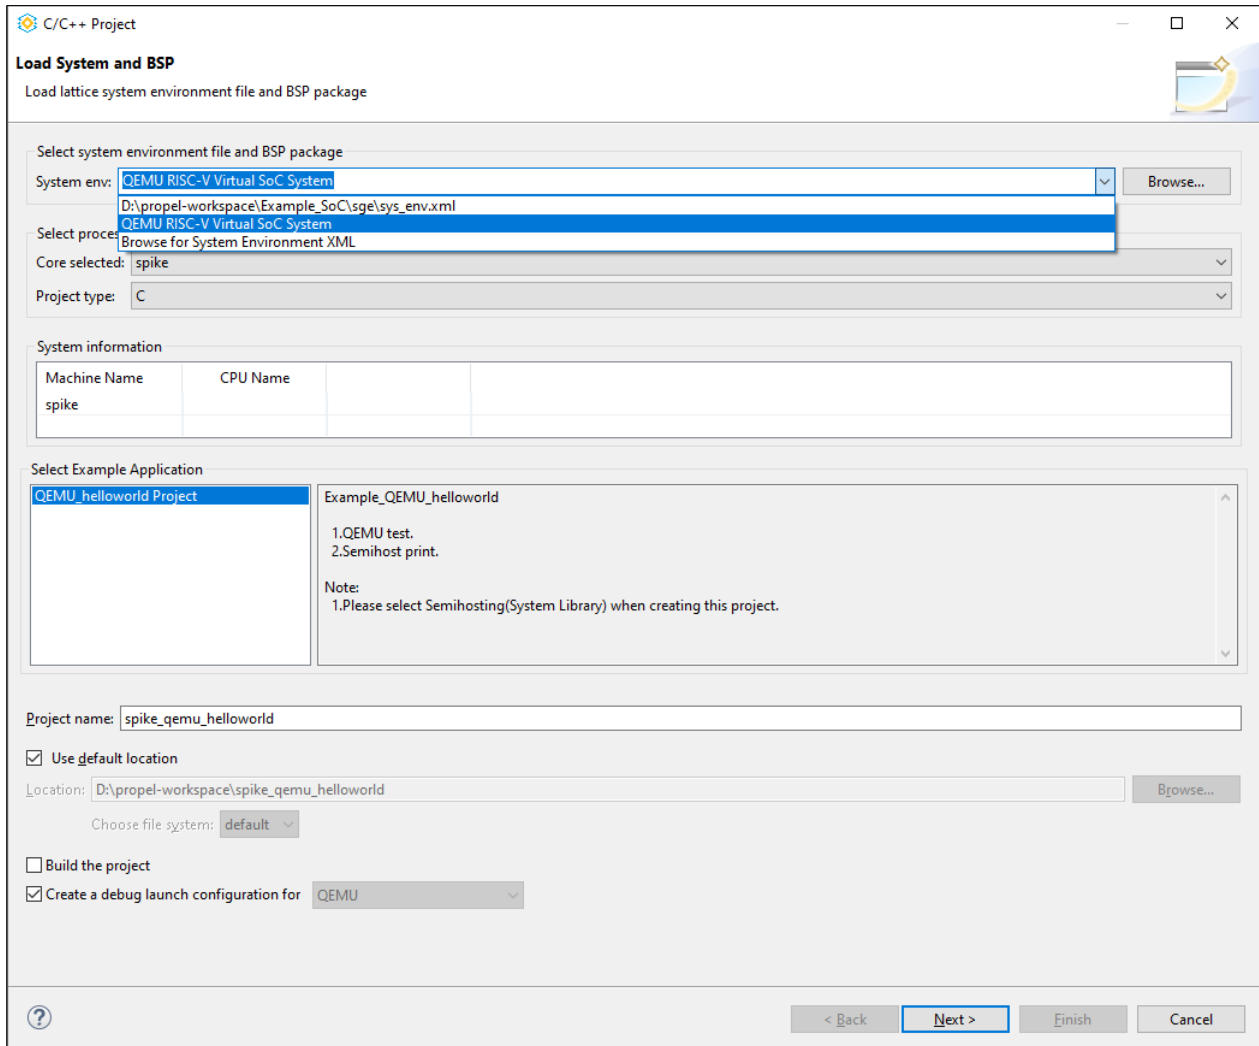 C/C++ Project
Load System and BSP
Load lattice system environment file and BSP package
Select system environment file and BSP package
System env: QEMU RISC-V Virtual SoC System Browse...
D:\propel-workspace\Example_SoC\sge\sys_env.xml
QEMU RISC-V Virtual SoC System
Select proce
Browse for System Environment XML
Core selected: spike
Project type: C
System information
Machine Name CPU Name
spike
Select Example Application
QEMU_helloworld Project
Example_QEMU_helloworld
1.QEMU test.
2.Semihost print.
Note:
1.Please select Semihosting(System Library) when creating this project.
Project name: spike_qemu_helloworld
Use default location
Location: D:\propel-workspace\spike_qemu_helloworld Browse...
Choose file system: default
Build the project
Create a debug launch configuration for QEMU
? < Back Next > Finish Cancel